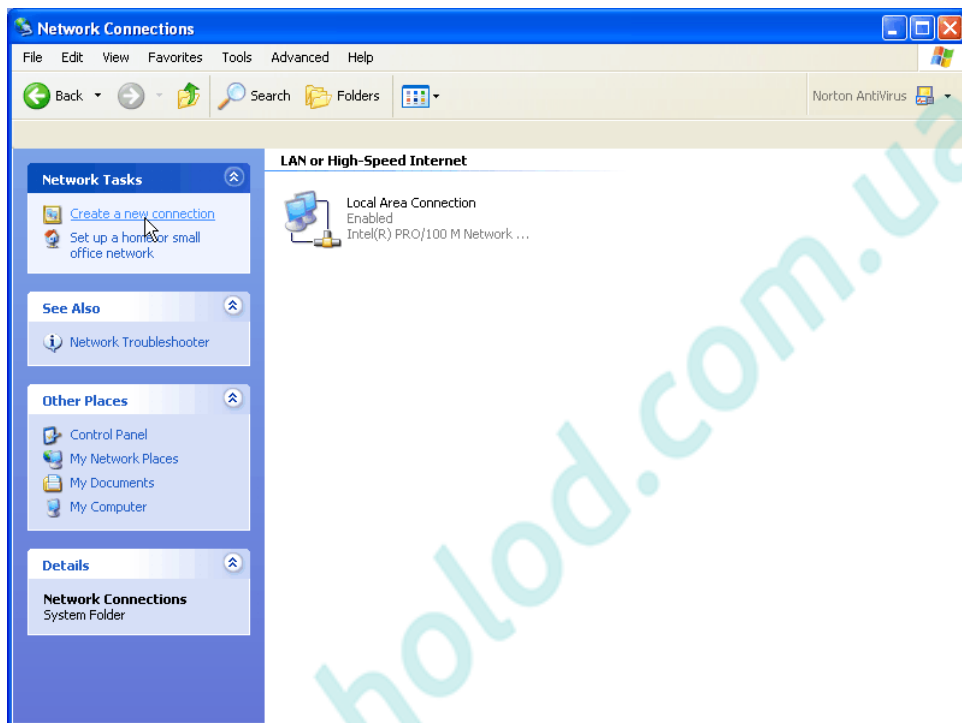 Network Connections
File Edit View Favorites Tools Advanced Help
Back Search Folders Norton AntiVirus
Network Tasks
Create a new connection
Set up a home or small
office network
See Also
Network Troubleshooter
Other Places
Control Panel
My Network Places
My Documents
My Computer
Details
Network Connections
System Folder
LAN or High-Speed Internet
Local Area Connection
Enabled
Intel(R) PRO/100 M Network ...
holod.com.ua